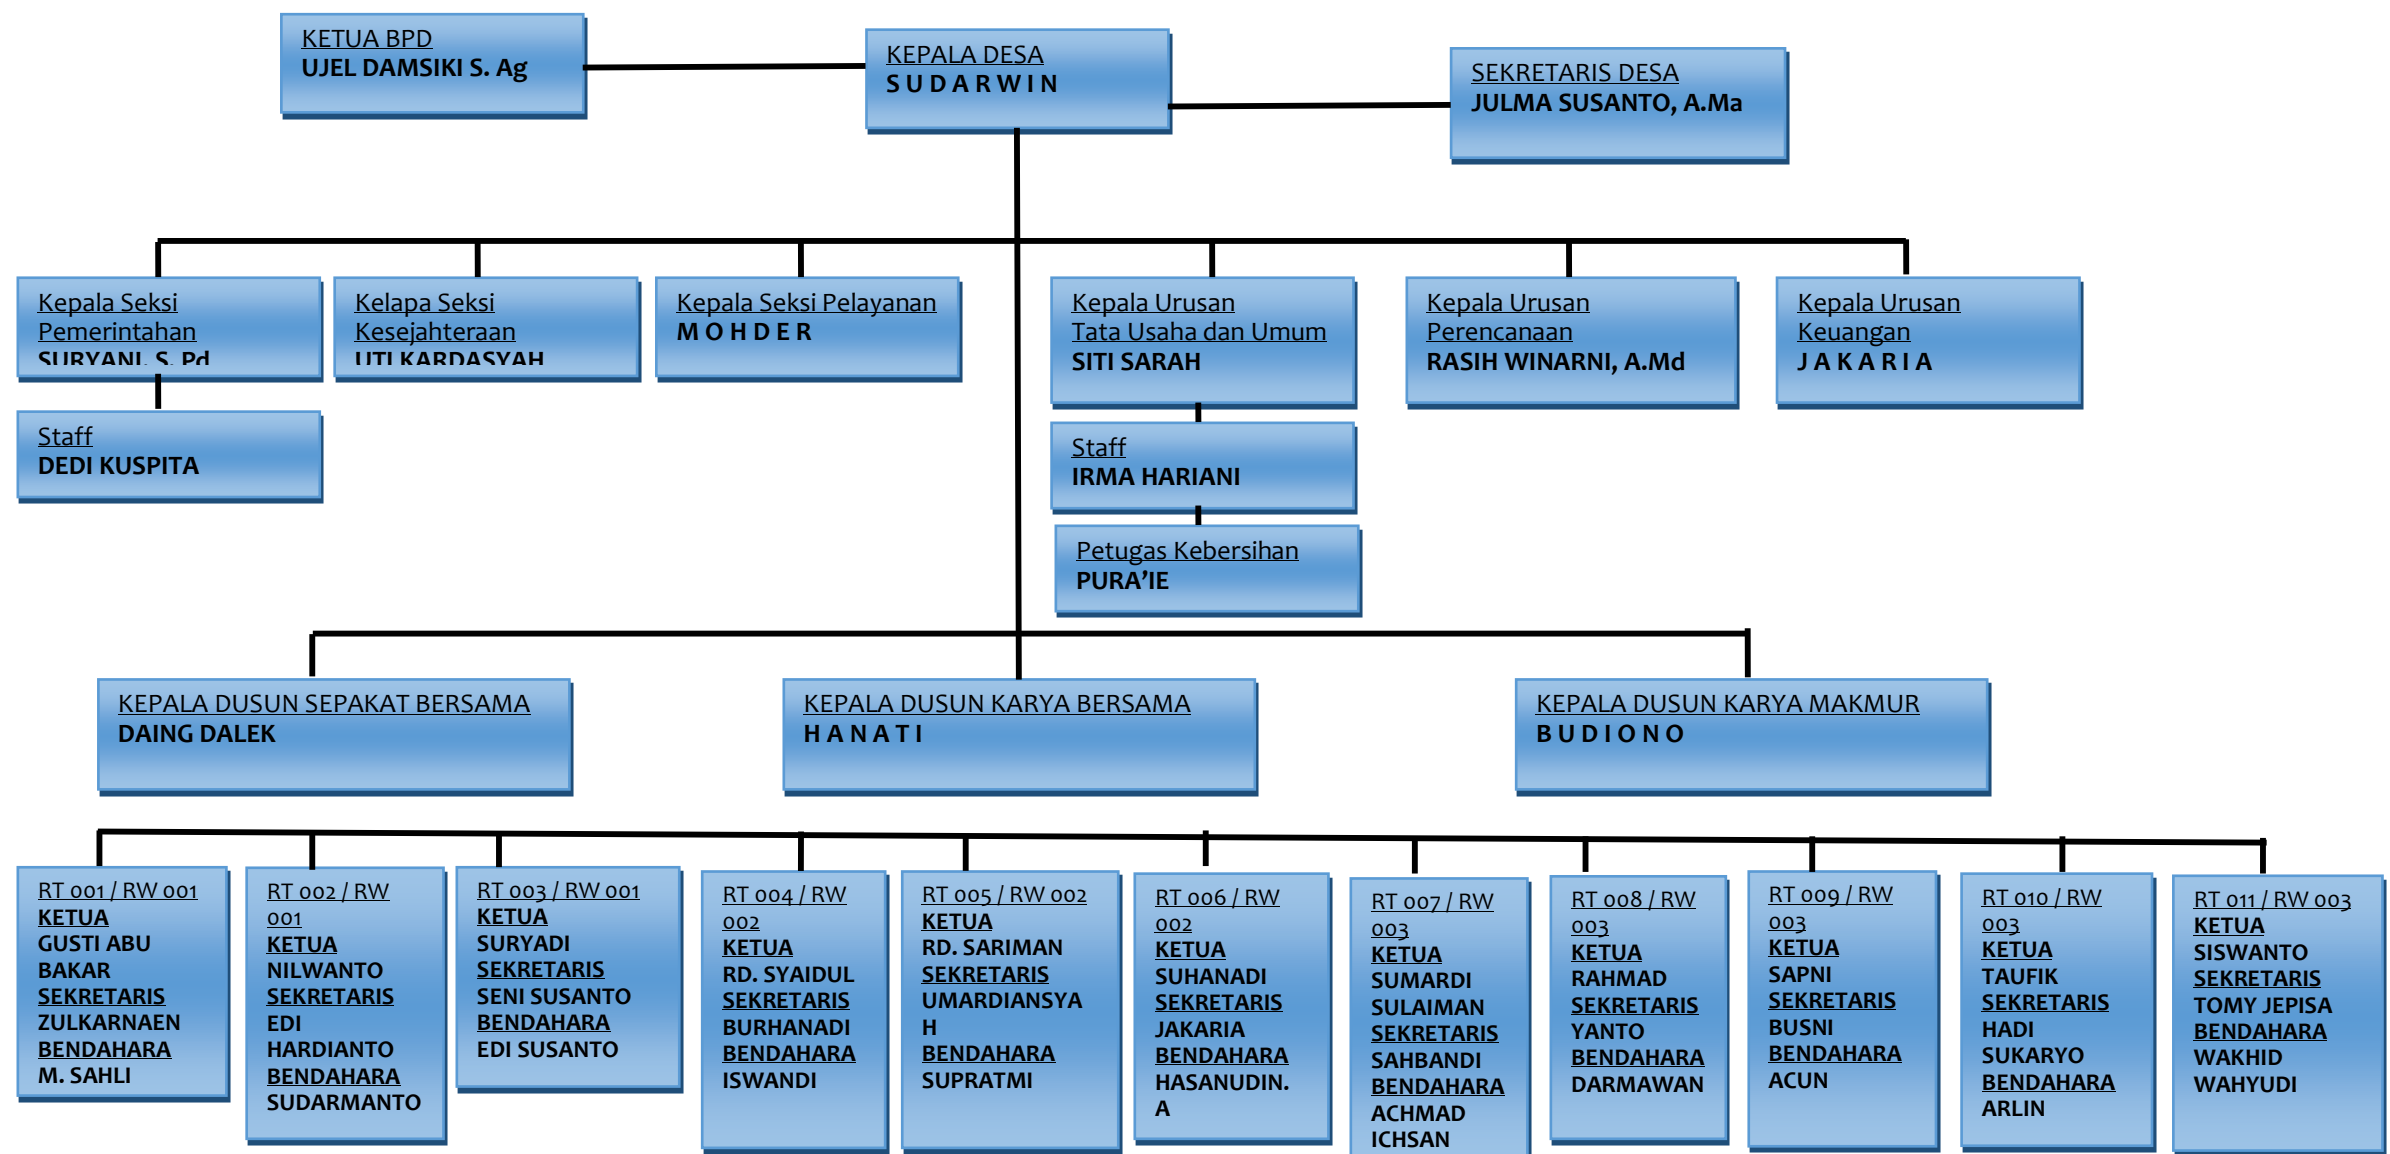 KETUA BPD
UJEL DAMSIKI S. Ag
KEPALA DESA
S U D A R W I N
SEKRETARIS DESA
JULMA SUSANTO, A.Ma
Kepala Seksi
Pemerintahan
SURYANI, S. Pd
Kelapa Seksi
Kesejahteraan
UTI KARDASYAH
Kepala Seksi Pelayanan
M O H D E R
Kepala Urusan
Tata Usaha dan Umum
SITI SARAH
Kepala Urusan
Perencanaan
RASIH WINARNI, A.Md
Kepala Urusan
Keuangan
J A K A R I A
Staff
DEDI KUSPITA
Staff
IRMA HARIANI
Petugas Kebersihan
PURA’IE
KEPALA DUSUN SEPAKAT BERSAMA
DAING DALEK
KEPALA DUSUN KARYA BERSAMA
H A N A T I
KEPALA DUSUN KARYA MAKMUR
B U D I O N O
RT 001 / RW 001
KETUA
GUSTI ABU
BAKAR
SEKRETARIS
ZULKARNAEN
BENDAHARA
M. SAHLI
RT 002 / RW
001
KETUA
NILWANTO
SEKRETARIS
EDI
HARDIANTO
BENDAHARA
SUDARMANTO
RT 003 / RW 001
KETUA
SURYADI
SEKRETARIS
SENI SUSANTO
BENDAHARA
EDI SUSANTO
RT 004 / RW
002
KETUA
RD. SYAIDUL
SEKRETARIS
BURHANADI
BENDAHARA
ISWANDI
RT 005 / RW 002
KETUA
RD. SARIMAN
SEKRETARIS
UMARDIANSYA
H
BENDAHARA
SUPRATMI
RT 006 / RW
002
KETUA
SUHANADI
SEKRETARIS
JAKARIA
BENDAHARA
HASANUDIN.
A
RT 007 / RW
003
KETUA
SUMARDI
SULAIMAN
SEKRETARIS
SAHBANDI
BENDAHARA
ACHMAD
ICHSAN
RT 008 / RW
003
KETUA
RAHMAD
SEKRETARIS
YANTO
BENDAHARA
DARMAWAN
RT 009 / RW
003
KETUA
SAPNI
SEKRETARIS
BUSNI
BENDAHARA
ACUN
RT 010 / RW
003
KETUA
TAUFIK
SEKRETARIS
HADI
SUKARYO
BENDAHARA
ARLIN
RT 011 / RW 003
KETUA
SISWANTO
SEKRETARIS
TOMY JEPISA
BENDAHARA
WAKHID
WAHYUDI